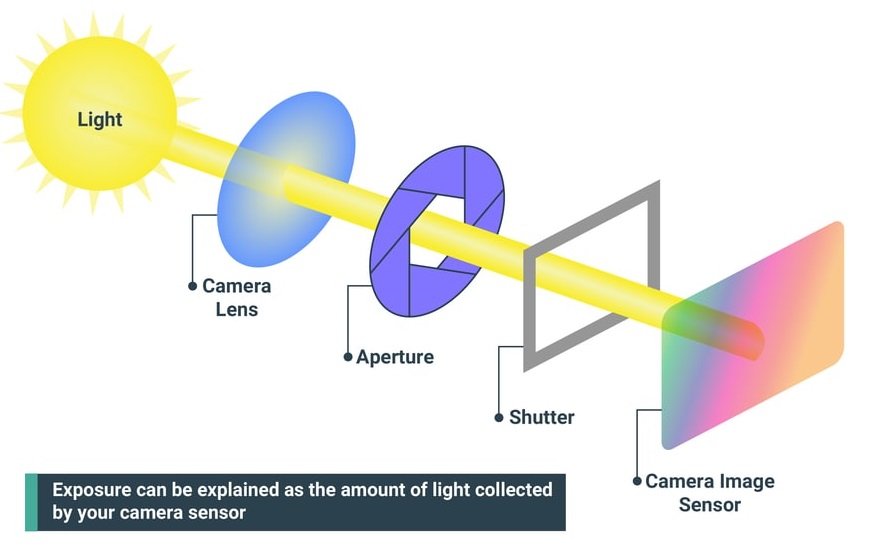 Light
Camera
Lens
Aperture
Shutter
Camera Image
Sensor
Exposure can be explained as the amount of light collected
by your camera sensor